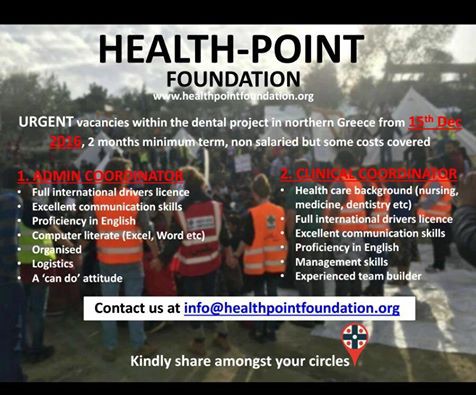 HEALTH-POINT
FOUNDATION
www.healthpointfoundation.org
URGENT vacancies within the dental project in northern Greece from 15th Dec
2016, 2 months minimum term, non salaried but some costs covered
1. ADMIN COORDINATOR
• Full international drivers licence
• Excellent communication skills
• Proficiency in English
• Computer literate (Excel, Word etc)
• Organised
• Logistics
• A 'can do' attitude
2. CLINICAL COORDINATOR
• Health care background (nursing,
medicine, dentistry etc)
• Full international drivers licence
• Excellent communication skills
• Proficiency in English
• Management skills
• Experienced team builder
Contact us at info@healthpointfoundation.org
Kindly share amongst your circles